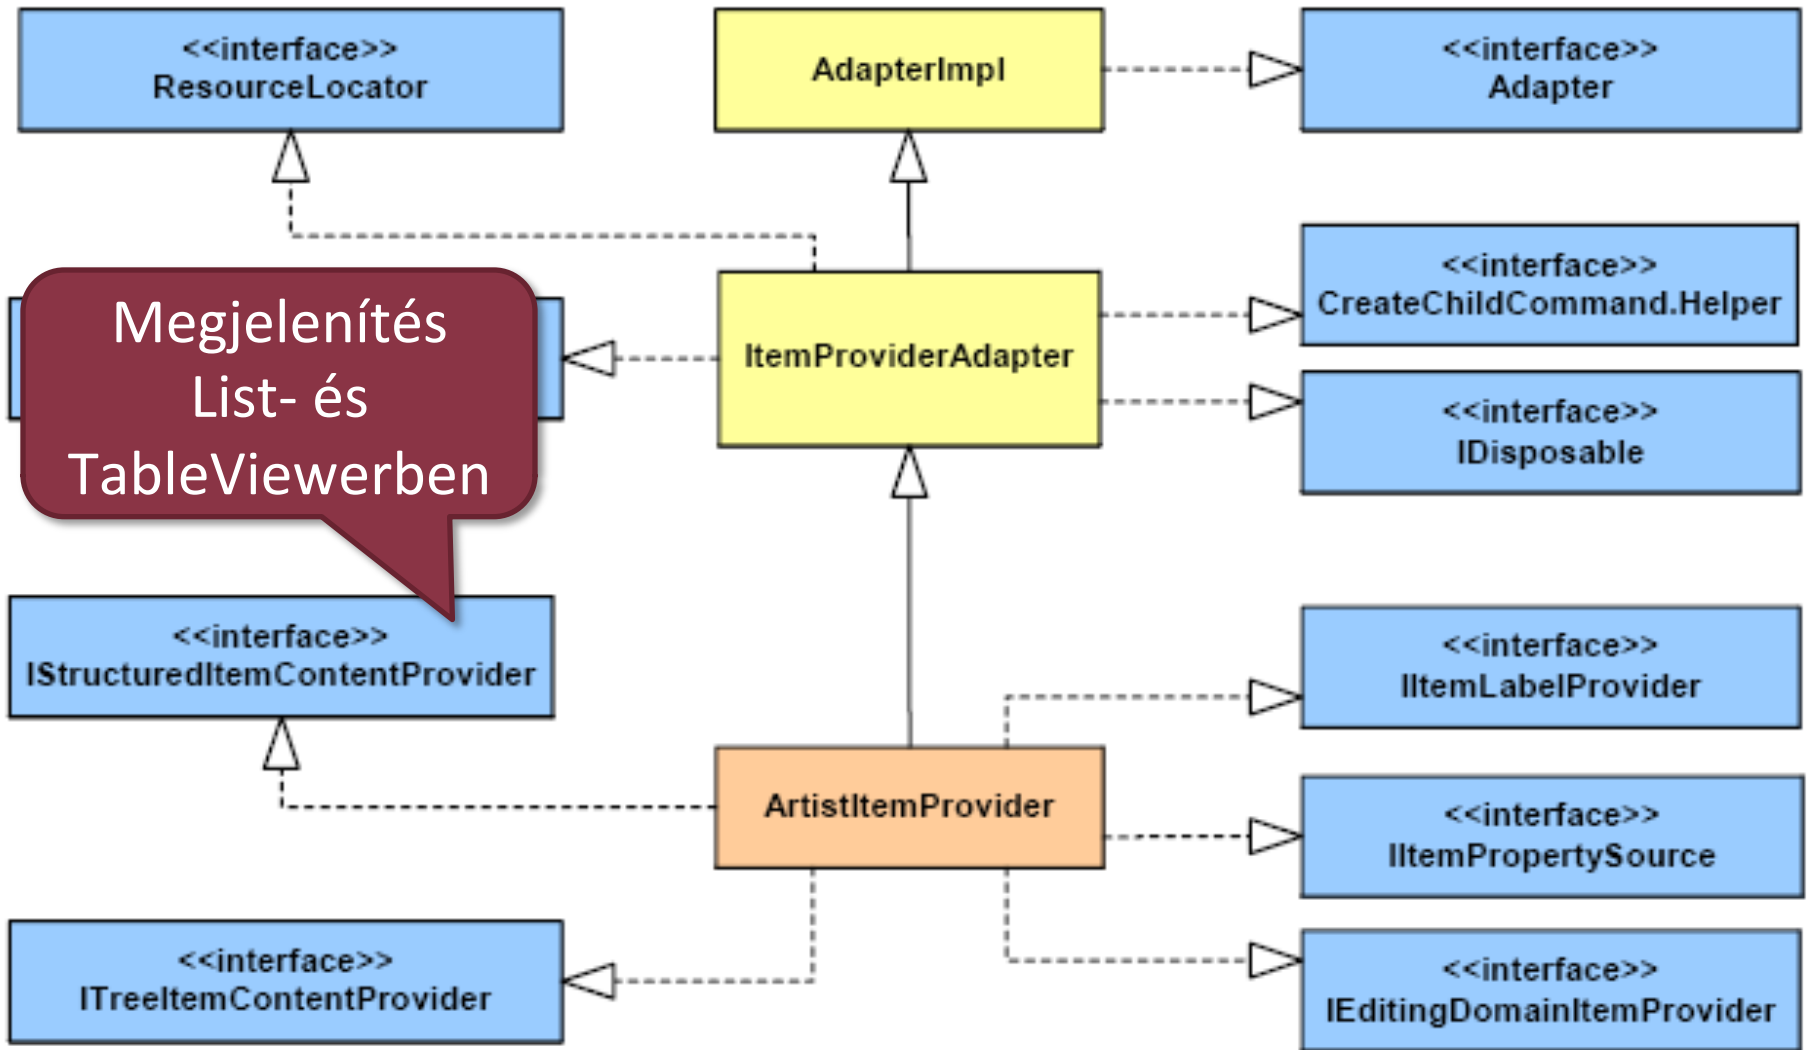 <<interface>>
ResourceLocator
AdapterImpl
<<interface>>
Adapter
Megjelenítés
List- és
TableViewerben
ItemProviderAdapter
<<interface>>
CreateChildCommand.Helper
<<interface>>
IDisposable
<<interface>>
IStructuredItemContentProvider
<<interface>>
IItemLabelProvider
ArtistItemProvider
<<interface>>
IItemPropertySource
<<interface>>
ITreeItemContentProvider
<<interface>>
IEditingDomainItemProvider